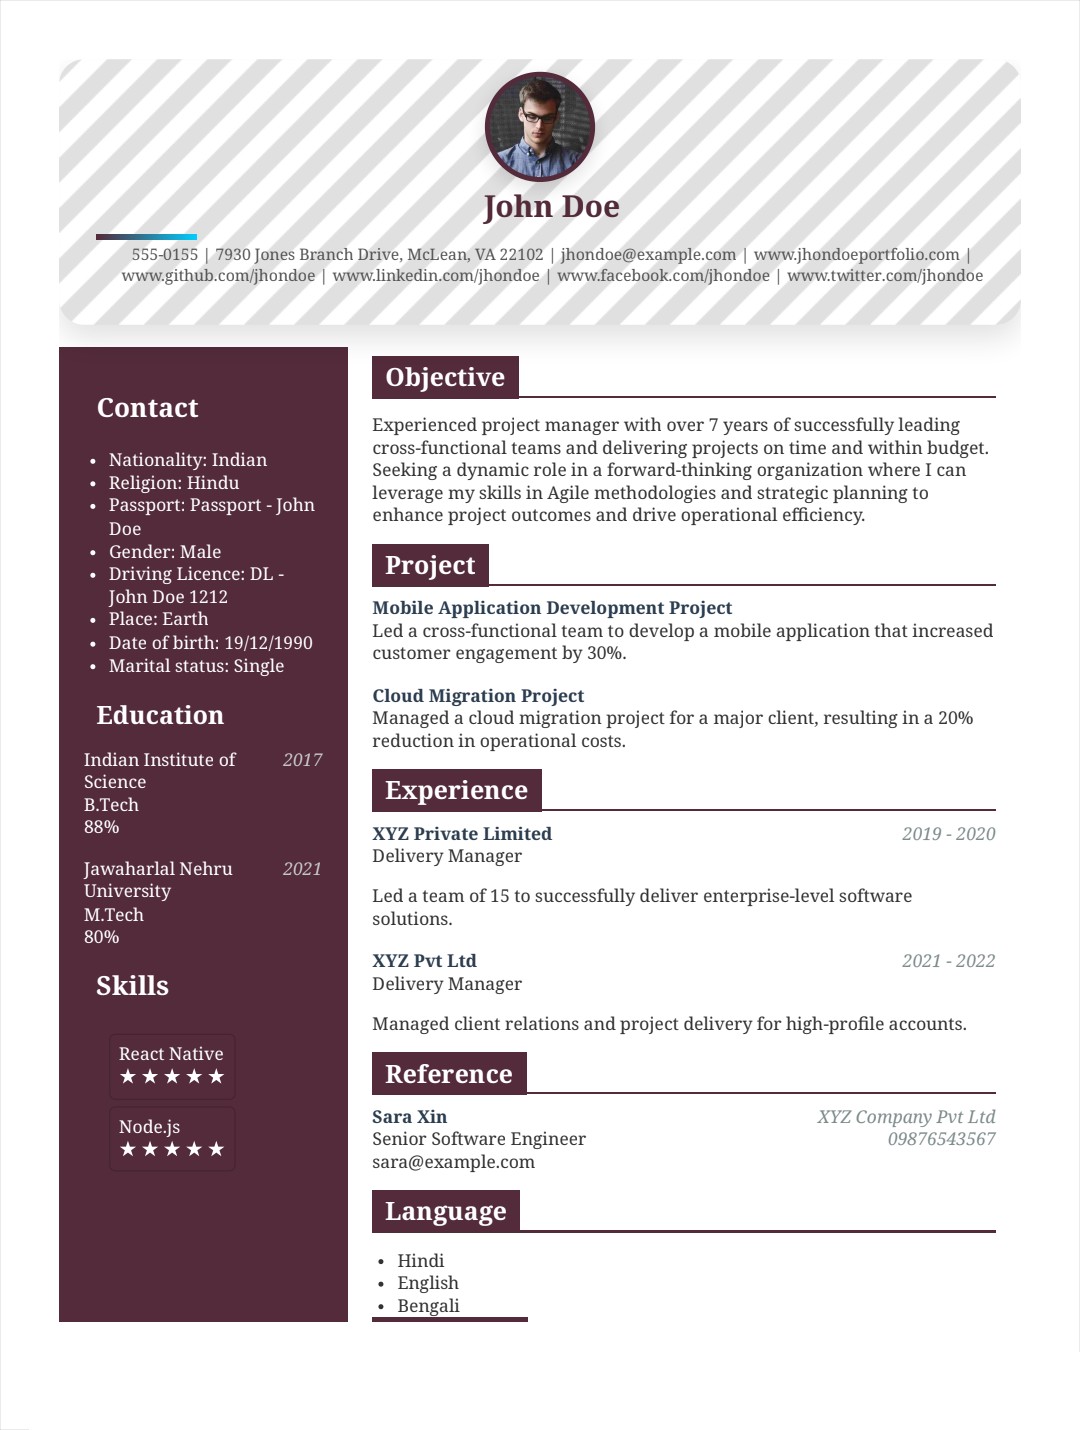 John Doe
555-0155 | 7930 Jones Branch Drive, McLean, VA 22102 | jhondoe@example.com | www.jhondoeportfolio.com |
www.github.com/jhondoe | www.linkedin.com/jhondoe | www.facebook.com/jhondoe | www.twitter.com/jhondoe
Contact
• Nationality: Indian
• Religion: Hindu
• Passport: Passport - John
Doe
• Gender: Male
• Driving Licence: DL -
John Doe 1212
• Place: Earth
• Date of birth: 19/12/1990
• Marital status: Single
Education
Indian Institute of 2017
Science
B.Tech
88%
Jawaharlal Nehru 2021
University
M.Tech
80%
Skills
React Native
★ ★ ★ ★ ★
Node.js
★ ★ ★ ★ ★
Objective
Experienced project manager with over 7 years of successfully leading
cross-functional teams and delivering projects on time and within budget.
Seeking a dynamic role in a forward-thinking organization where I can
leverage my skills in Agile methodologies and strategic planning to
enhance project outcomes and drive operational efficiency.
Project
Mobile Application Development Project
Led a cross-functional team to develop a mobile application that increased
customer engagement by 30%.
Cloud Migration Project
Managed a cloud migration project for a major client, resulting in a 20%
reduction in operational costs.
Experience
XYZ Private Limited 2019 - 2020
Delivery Manager
Led a team of 15 to successfully deliver enterprise-level software
solutions.
XYZ Pvt Ltd 2021 - 2022
Delivery Manager
Managed client relations and project delivery for high-profile accounts.
Reference
Sara Xin XYZ Company Pvt Ltd
Senior Software Engineer 09876543567
sara@example.com
Language
• Hindi
• English
• Bengali